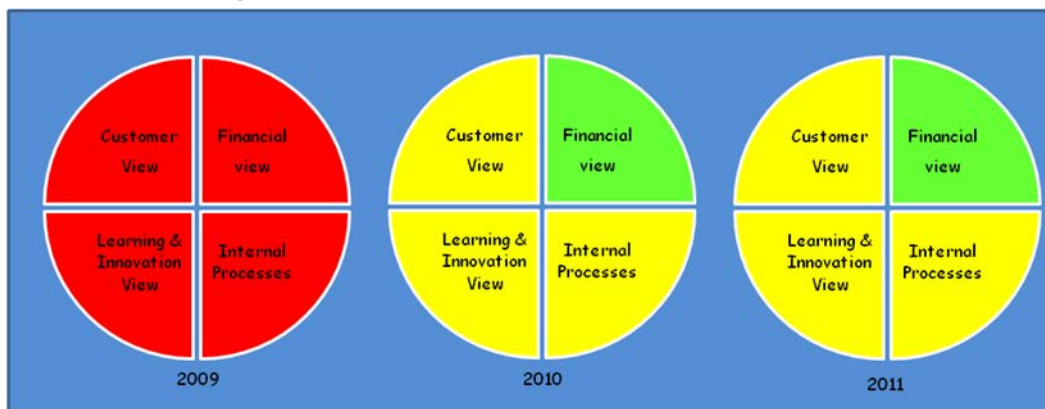 Customer
View
Financial
view
Learning &
Innovation
View
Internal
Processes
2009
Customer
View
Financial
view
Learning &
Innovation
View
Internal
Processes
2010
Customer
View
Financial
view
Learning &
Innovation
View
Internal
Processes
2011